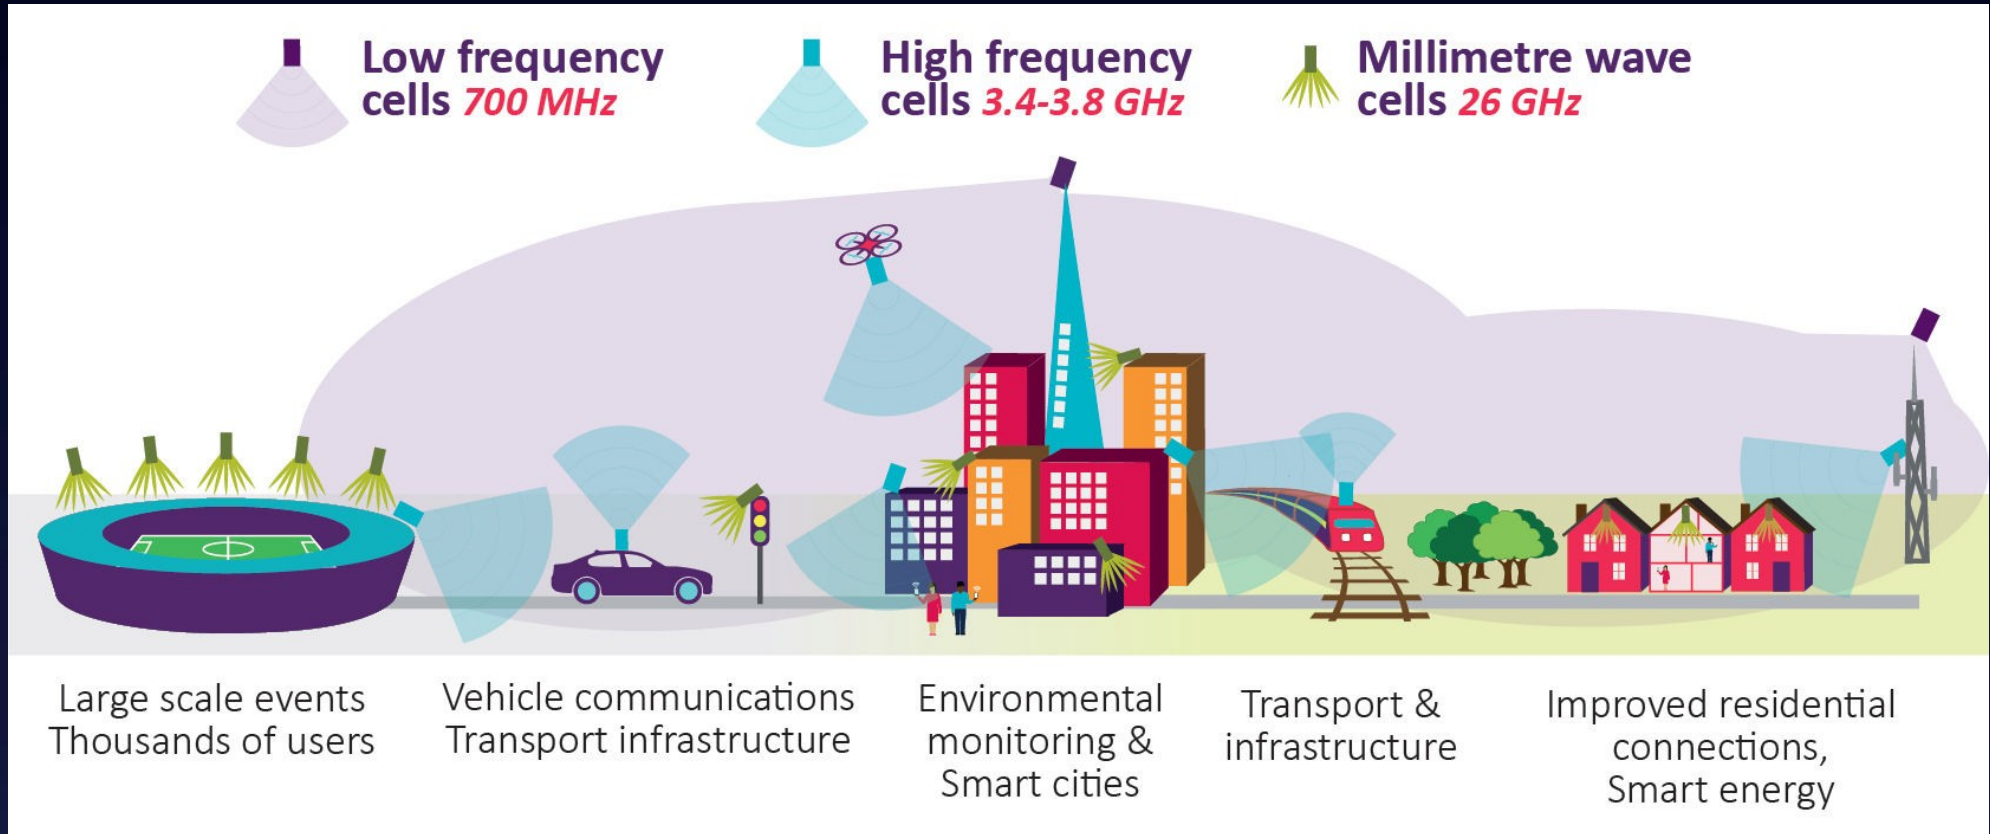 Low frequency
cells 700 MHz
High frequency
cells 3.4-3.8 GHz
Millimetre wave
cells 26 GHz
Large scale events
Thousands of users
Vehicle communications
Transport infrastructure
Environmental
monitoring &
Smart cities
Transport &
infrastructure
Improved residential
connections,
Smart energy